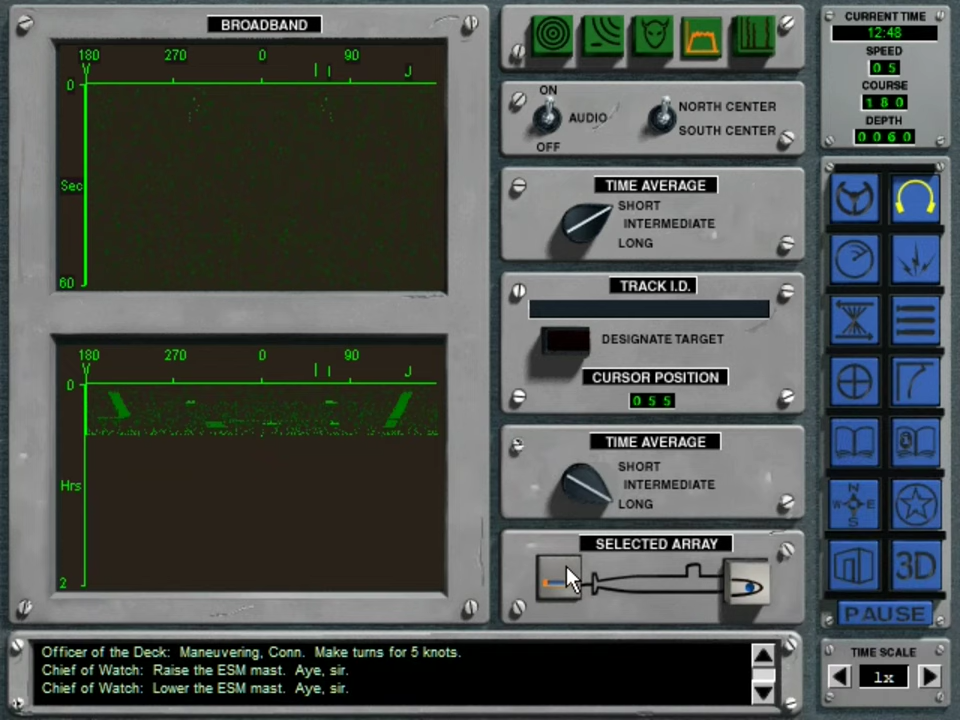 BROADBAND
180 270 0 90
0
Sec
60
180 270 0 90
0
Hrs
2
ON
AUDIO
OFF
NORTH CENTER
SOUTH CENTER
TIME AVERAGE
SHORT
INTERMEDIATE
LONG
TRACK I.D.
DESIGNATE TARGET
CURSOR POSITION
055
TIME AVERAGE
SHORT
INTERMEDIATE
LONG
SELECTED ARRAY
CURRENT TIME
12:48
SPEED
05
COURSE
180
DEPTH
0060
N
W E
S
3D
PAUSE
TIME SCALE
1x
Officer of the Deck: Maneuvering, Conn. Make turns for 5 knots.
Chief of Watch: Raise the ESM mast. Aye, sir.
Chief of Watch: Lower the ESM mast. Aye, sir.